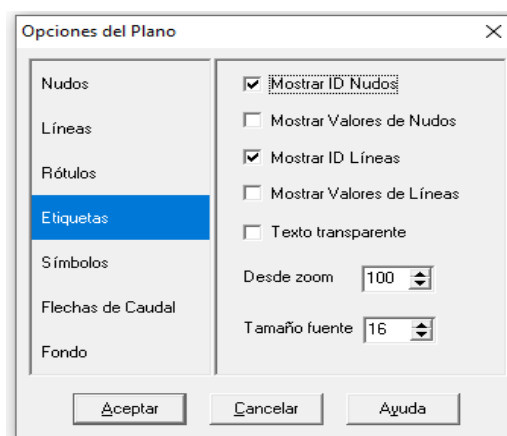 Opciones del Plano
Nudos
Líneas
Rótulos
Etiquetas
Símbolos
Flechas de Caudal
Fondo
Mostrar ID Nudos
Mostrar Valores de Nudos
Mostrar ID Líneas
Mostrar Valores de Líneas
Texto transparente
Desde zoom 100
Tamaño fuente 16
Aceptar Cancelar Ayuda